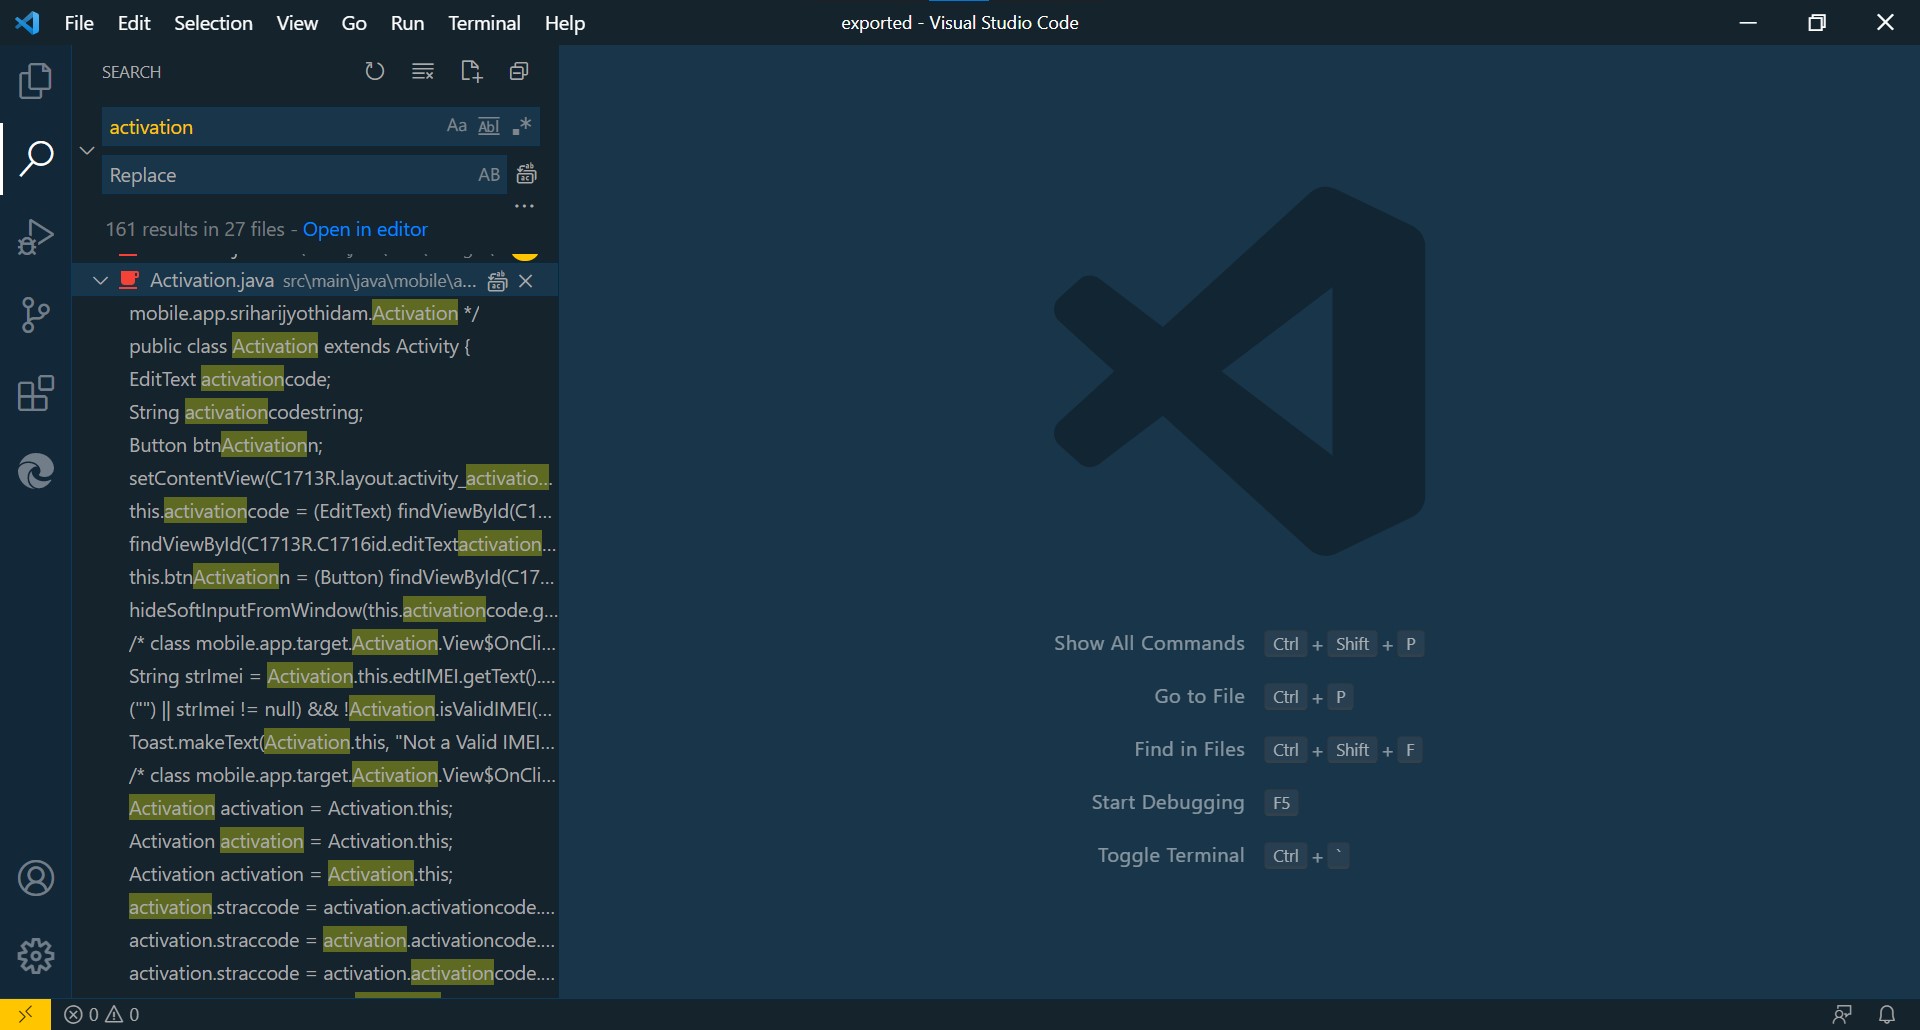 File Edit Selection View Go Run Terminal Help
exported - Visual Studio Code
SEARCH
activation
Aa Abl .*
Replace
AB
...
161 results in 27 files - Open in editor
Activation.java src\main\java\mobile\a...
mobile.app.sriharijyothidam.Activation */
public class Activation extends Activity {
EditText activationcode;
String activationcodestring;
Button btnActivationn;
setContentView(C1713R.layout.activity_activatio...
this.activationcode = (EditText) findViewById(C1...
findViewById(C1713R.C1716id.editTextactivation...
this.btnActivationn = (Button) findViewById(C17...
hideSoftInputFromWindow(this.activationcode.g...
/* class mobile.app.target.Activation.View$OnCli...
String strImei = Activation.this.edtIMEI.getText()....
("") || strImei != null) && !Activation.isValidIMEI(...
Toast.makeText(Activation.this, "Not a Valid IMEI...
/* class mobile.app.target.Activation.View$OnCli...
Activation activation = Activation.this;
Activation activation = Activation.this;
Activation activation = Activation.this;
activation.straccode = activation.activationcode....
activation.straccode = activation.activationcode....
activation.straccode = activation.activationcode....
Show All Commands Ctrl + Shift + P
Go to File Ctrl + P
Find in Files Ctrl + Shift + F
Start Debugging F5
Toggle Terminal Ctrl + `
0 0